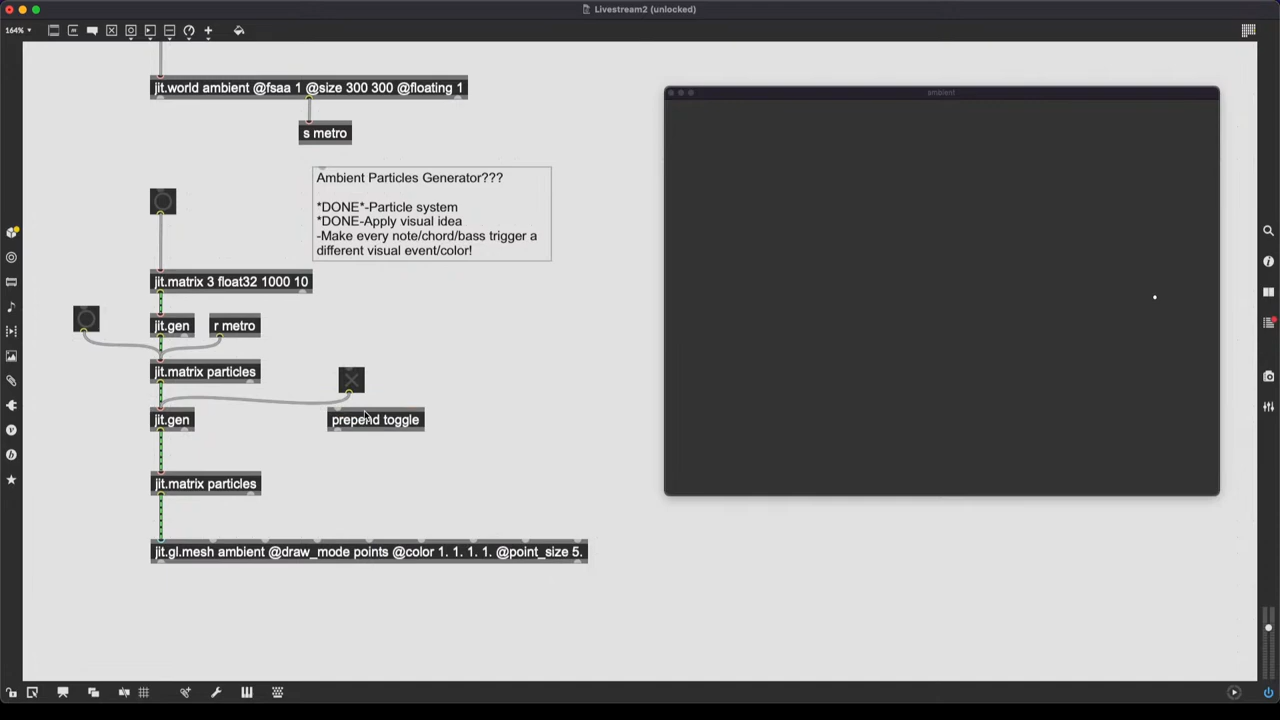 Livestream2 (unlocked)
164%
jit.world ambient @fsaa 1 @size 300 300 @floating 1
ambient
s metro
Ambient Particles Generator???
*DONE*-Particle system
*DONE-Apply visual idea
-Make every note/chord/bass trigger a
different visual event/color!
jit.matrix 3 float32 1000 10
jit.gen
r metro
jit.matrix particles
jit.gen
prepend toggle
jit.matrix particles
jit.gl.mesh ambient @draw_mode points @color 1. 1. 1. 1. @point_size 5.